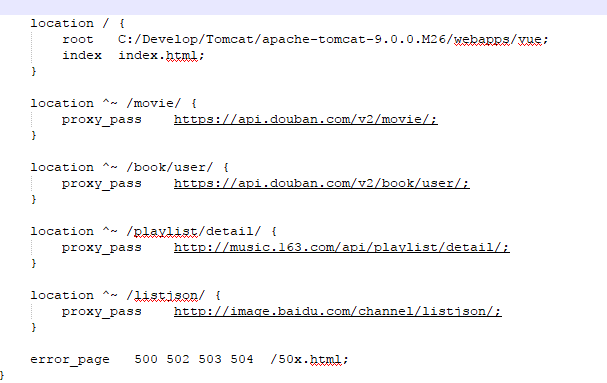 location / {
root C:/Develop/Tomcat/apache-tomcat-9.0.0.M26/webapps/vue;
index index.html;
}
location ^~ /movie/ {
proxy_pass https://api.douban.com/v2/movie/;
}
location ^~ /book/user/ {
proxy_pass https://api.douban.com/v2/book/user/;
}
location ^~ /playlist/detail/ {
proxy_pass http://music.163.com/api/playlist/detail/;
}
location ^~ /listjson/ {
proxy_pass http://image.baidu.com/channel/listjson/;
}
error_page 500 502 503 504 /50x.html;
}